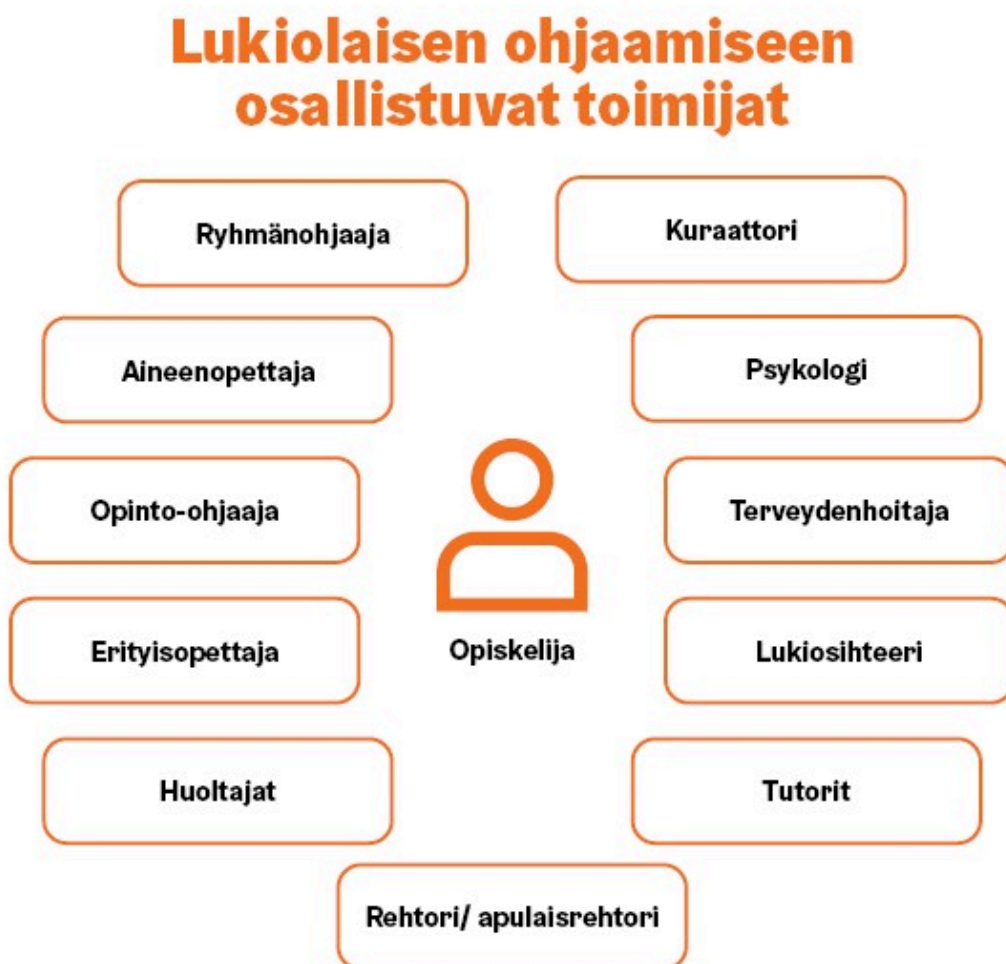 Lukiolaisen ohjaamiseen
osallistuvat toimijat
Ryhmänohjaaja
Kuraattori
Aineenopettaja
Psykologi
Opinto-ohjaaja
Terveydenhoitaja
Erityisopettaja
Opiskelija
Lukiosihteeri
Huoltajat
Tutorit
Rehtori/ apulaisrehtori